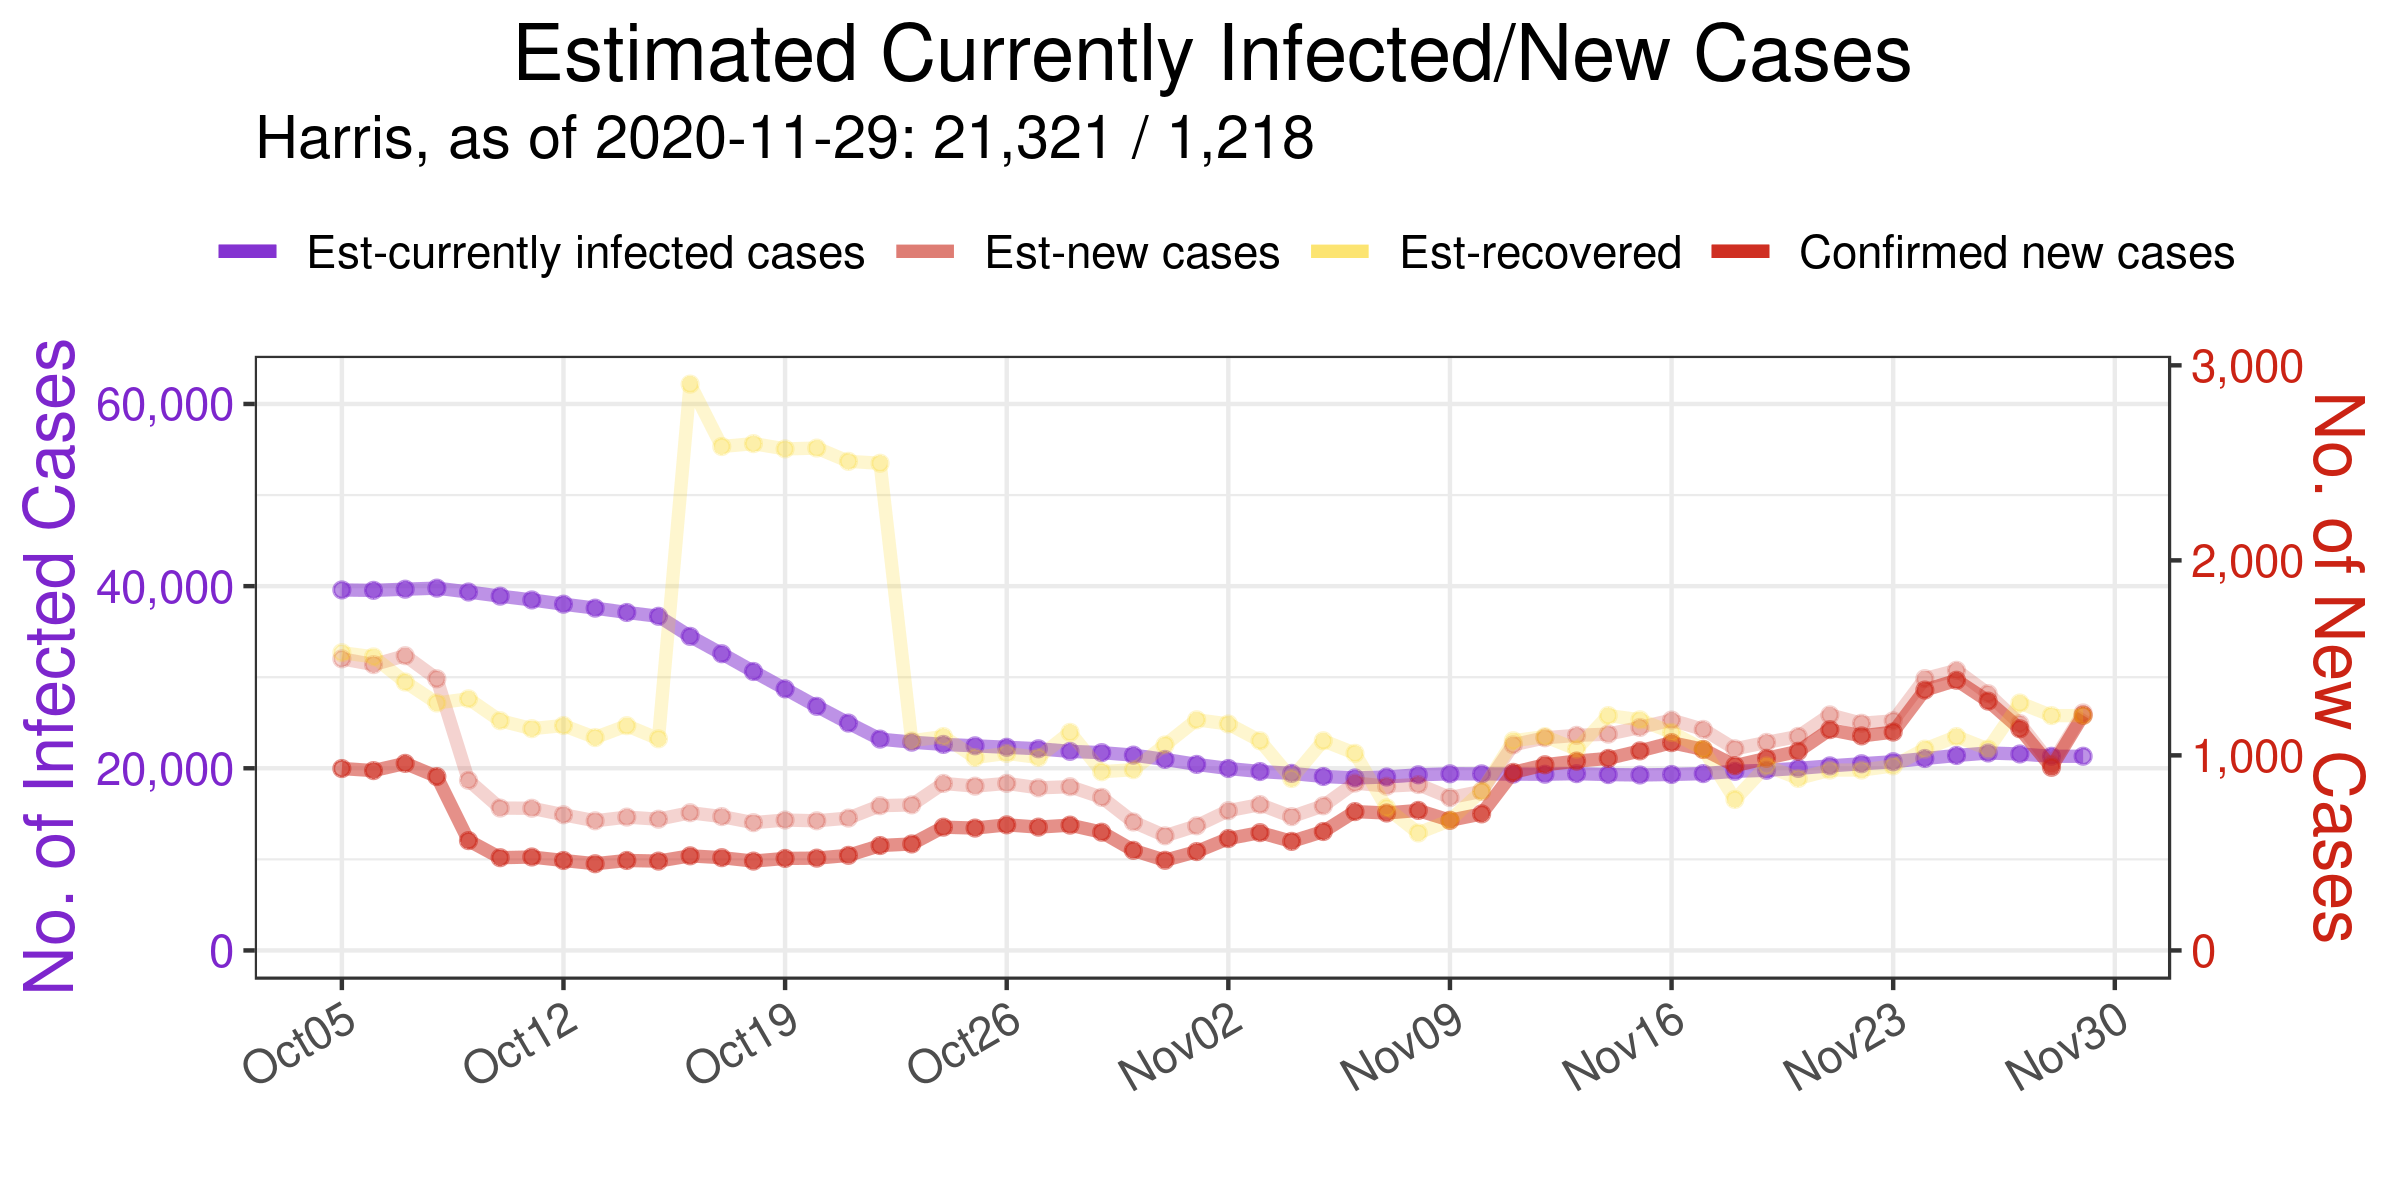 Estimated Currently Infected/New Cases
Harris, as of 2020-11-29: 21,321 / 1,218
Est-currently infected cases Est-new cases Est-recovered Confirmed new cases
No. of Infected Cases
60,000
40,000
20,000
0
3,000
2,000
1,000
0
No. of New Cases
Oct05 Oct12 Oct19 Oct26 Nov02 Nov09 Nov16 Nov23 Nov30